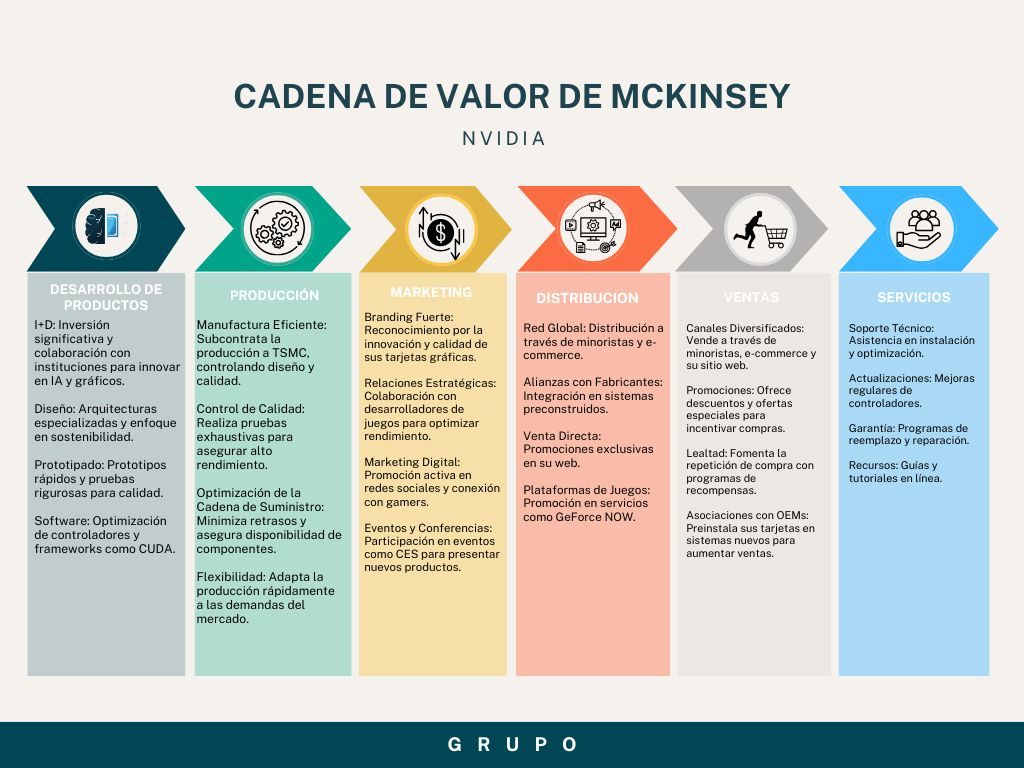 CADENA DE VALOR DE MCKINSEY
NVIDIA
DESARROLLO DE
PRODUCTOS
I+D: Inversión
significativa y
colaboración con
instituciones para innovar
en IA y gráficos.
Diseño: Arquitecturas
especializadas y enfoque
en sostenibilidad.
Prototipado: Prototipos
rápidos y pruebas
rigurosas para calidad.
Software: Optimización
de controladores y
frameworks como CUDA.
PRODUCCIÓN
Manufactura Eficiente:
Subcontrata la
producción a TSMC,
controlando diseño y
calidad.
Control de Calidad:
Realiza pruebas
exhaustivas para
asegurar alto
rendimiento.
Optimización de la
Cadena de Suministro:
Minimiza retrasos y
asegura disponibilidad de
componentes.
Flexibilidad: Adapta la
producción rápidamente
a las demandas del
mercado.
MARKETING
Branding Fuerte:
Reconocimiento por la
innovación y calidad de
sus tarjetas gráficas.
Relaciones Estratégicas:
Colaboración con
desarrolladores de
juegos para optimizar
rendimiento.
Marketing Digital:
Promoción activa en
redes sociales y conexión
con gamers.
Eventos y Conferencias:
Participación en eventos
como CES para presentar
nuevos productos.
DISTRIBUCION
Red Global: Distribución a
través de minoristas y e-
commerce.
Alianzas con Fabricantes:
Integración en sistemas
preconstruidos.
Venta Directa:
Promociones exclusivas
en su web.
Plataformas de Juegos:
Promoción en servicios
como GeForce NOW.
VENTAS
Canales Diversificados:
Vende a través de
minoristas, e-commerce y
su sitio web.
Promociones: Ofrece
descuentos y ofertas
especiales para
incentivar compras.
Lealtad: Fomenta la
repetición de compra con
programas de
recompensas.
Asociaciones con OEMs:
Preinstala sus tarjetas en
sistemas nuevos para
aumentar ventas.
SERVICIOS
Soporte Técnico:
Asistencia en instalación
y optimización.
Actualizaciones: Mejoras
regulares de
controladores.
Garantía: Programas de
reemplazo y reparación.
Recursos: Guías y
tutoriales en línea.
GRUPO